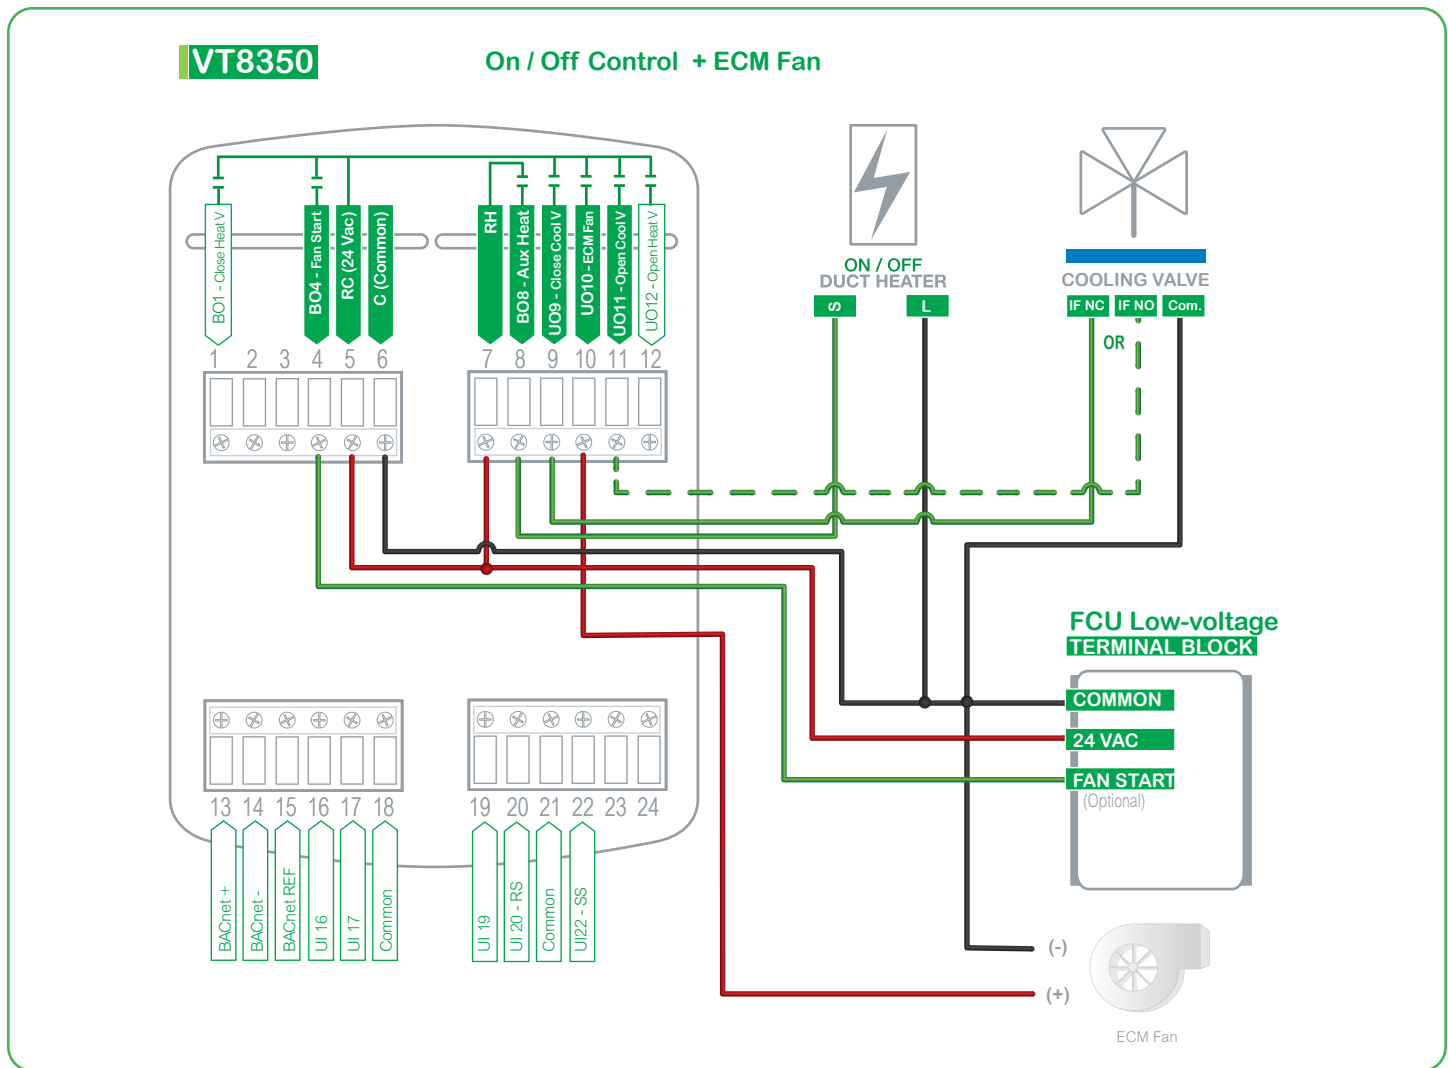 VT8350
On / Off Control + ECM Fan
BO1 - Close Heat V
BO4 - Fan Start
RC (24 Vac)
C (Common)
RH
BO8 - Aux Heat
UO9 - Close Cool V
UO10 - ECM Fan
UO11 - Open Cool V
UO12 - Open Heat V
1 2 3 4 5 6
7 8 9 10 11 12
ON / OFF
DUCT HEATER
S
L
COOLING VALVE
IF NC
IF NO
Com.
OR
FCU Low-voltage
TERMINAL BLOCK
COMMON
24 VAC
FAN START
(Optional)
13 14 15 16 17 18
19 20 21 22 23 24
BACnet +
BACnet -
BACnet REF
UI 16
UI 17
Common
UI 19
UI 20 - RS
Common
UI22 - SS
(-)
(+)
ECM Fan